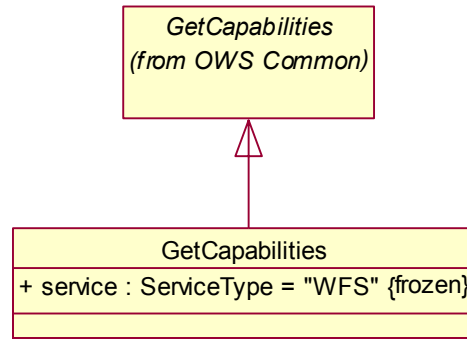 GetCapabilities
(from OWS Common)
GetCapabilities
+ service : ServiceType = "WFS" {frozen}